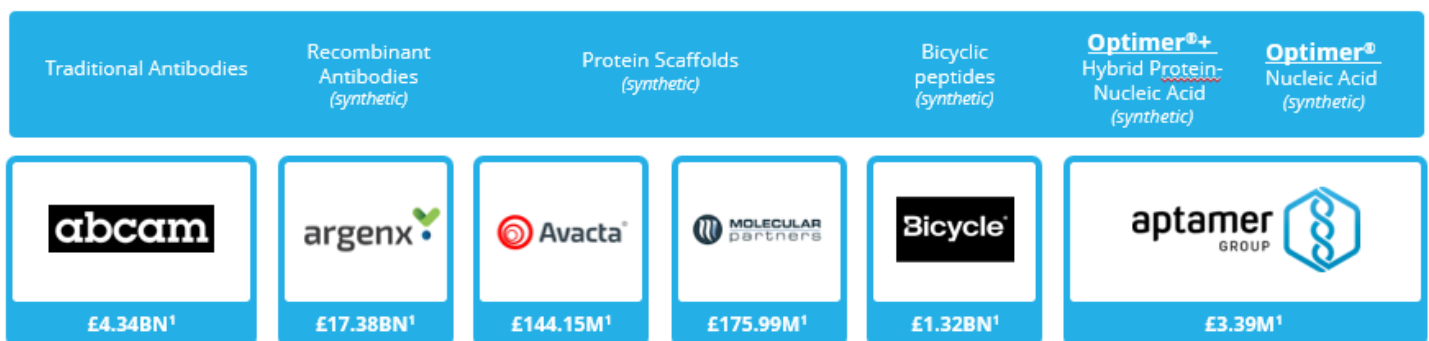 Traditional Antibodies
Recombinant
Antibodies
(synthetic)
Protein Scaffolds
(synthetic)
Bicyclic
peptides
(synthetic)
Optimer®+
Hybrid Protein-
Nucleic Acid
(synthetic)
Optimer®
Nucleic Acid
(synthetic)
abcam
argenx
Avacta®
MOLECULAR
partners
Bicycle®
aptamer
GROUP
£4.34BN¹
£17.38BN¹
£144.15M¹
£175.99M¹
£1.32BN¹
£3.39M¹